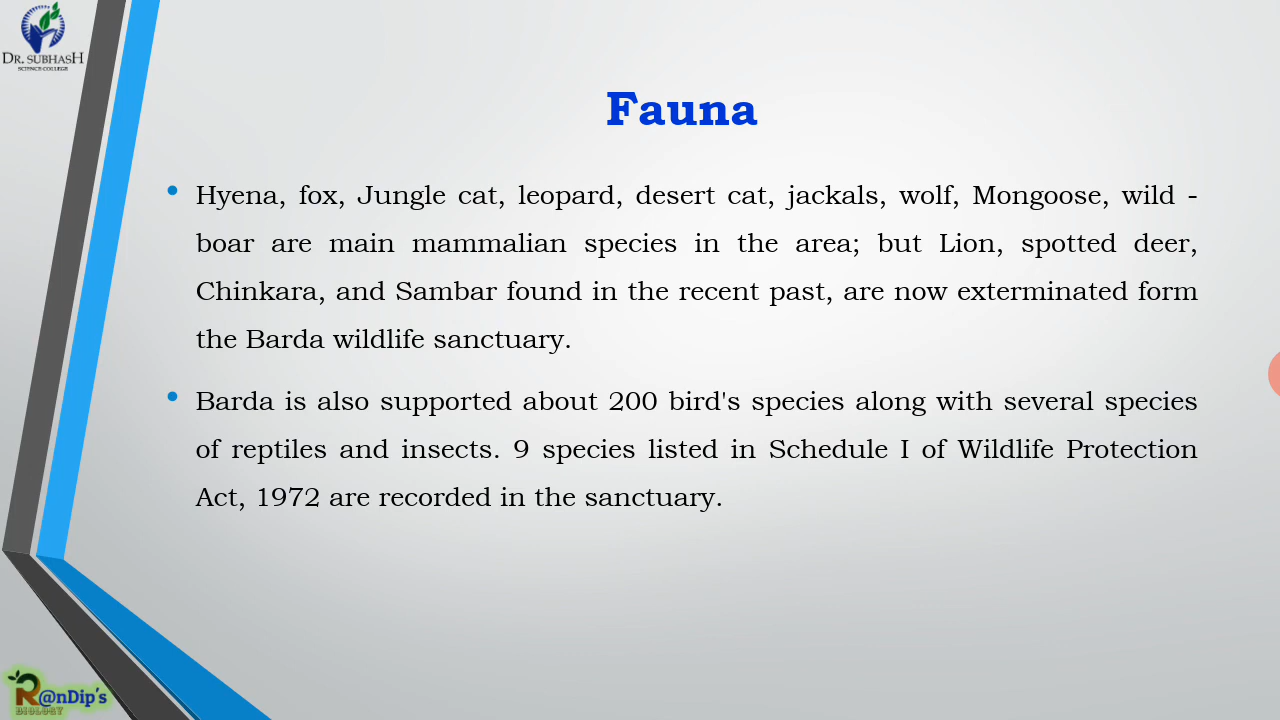 DR. SUBHASH
SCIENCE COLLEGE
Fauna
• Hyena, fox, Jungle cat, leopard, desert cat, jackals, wolf, Mongoose, wild -
boar are main mammalian species in the area; but Lion, spotted deer,
Chinkara, and Sambar found in the recent past, are now exterminated form
the Barda wildlife sanctuary.
• Barda is also supported about 200 bird's species along with several species
of reptiles and insects. 9 species listed in Schedule I of Wildlife Protection
Act, 1972 are recorded in the sanctuary.
R@nDip's
BIOLOGY